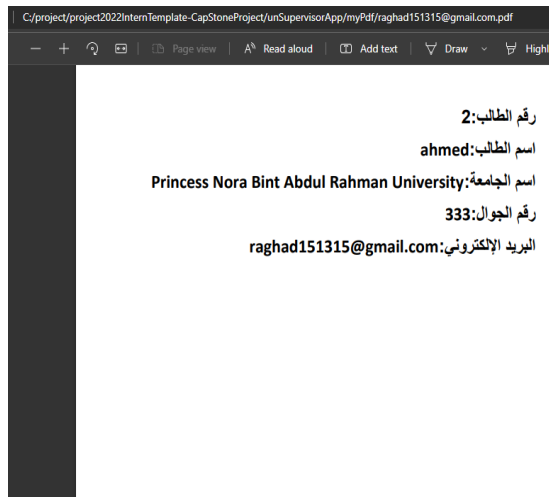 C:/project/project2022InternTemplate-CapStoneProject/unSupervisorApp/myPdf/raghad151315@gmail.com.pdf
Page view Read aloud Add text Draw Highl
رقم الطالب:2
اسم الطالب:ahmed
اسم الجامعة:Princess Nora Bint Abdul Rahman University
رقم الجوال:333
البريد الإلكتروني:raghad151315@gmail.com